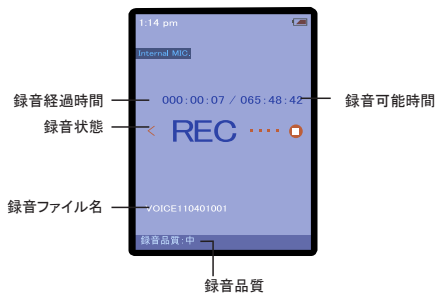 1:14 pm
Internal MIC.
録音経過時間
000:00:07 / 065:48:42
録音可能時間
録音状態
REC
録音ファイル名
VOICE110401001
録音品質:中
録音品質